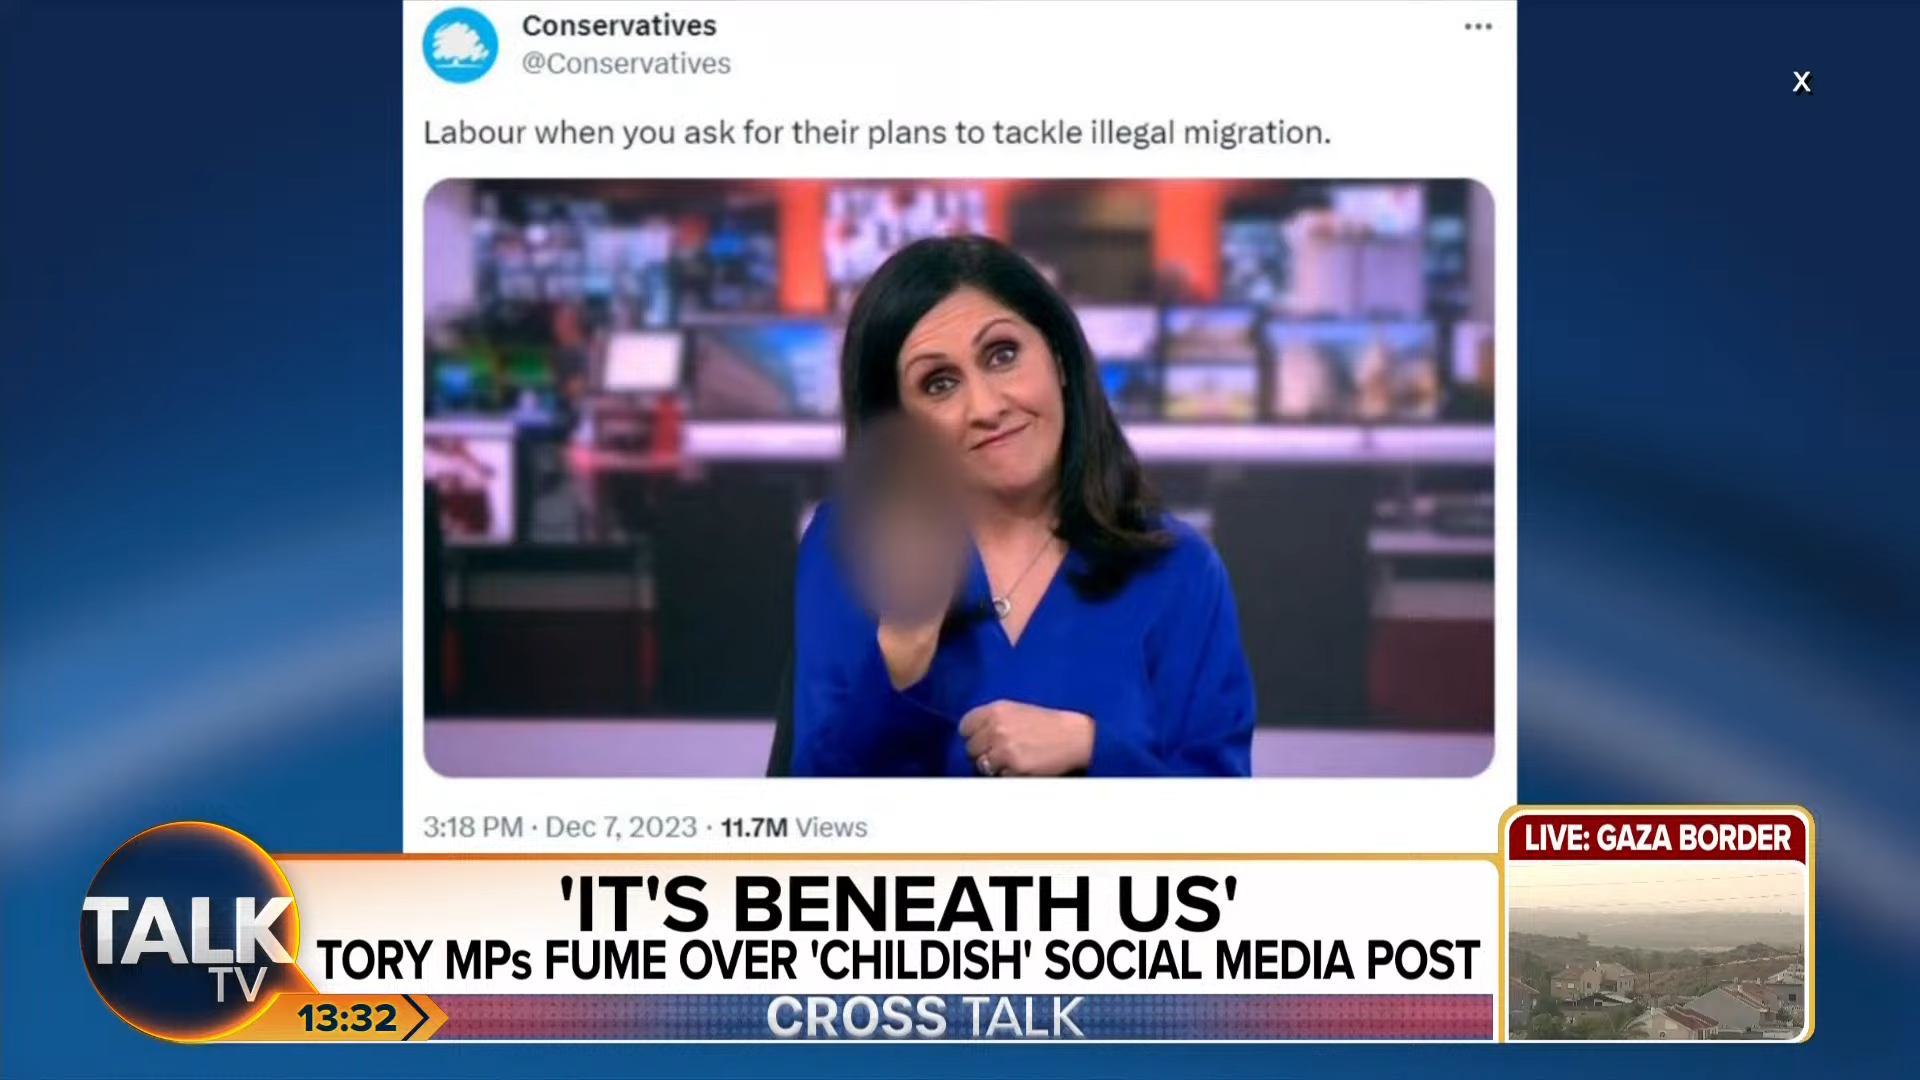 Conservatives
@Conservatives
X
Labour when you ask for their plans to tackle illegal migration.
3:18 PM · Dec 7, 2023 · 11.7M Views
LIVE: GAZA BORDER
'IT'S BENEATH US'
TORY MPs FUME OVER 'CHILDISH' SOCIAL MEDIA POST
TALK
TV
13:32
CROSS TALK